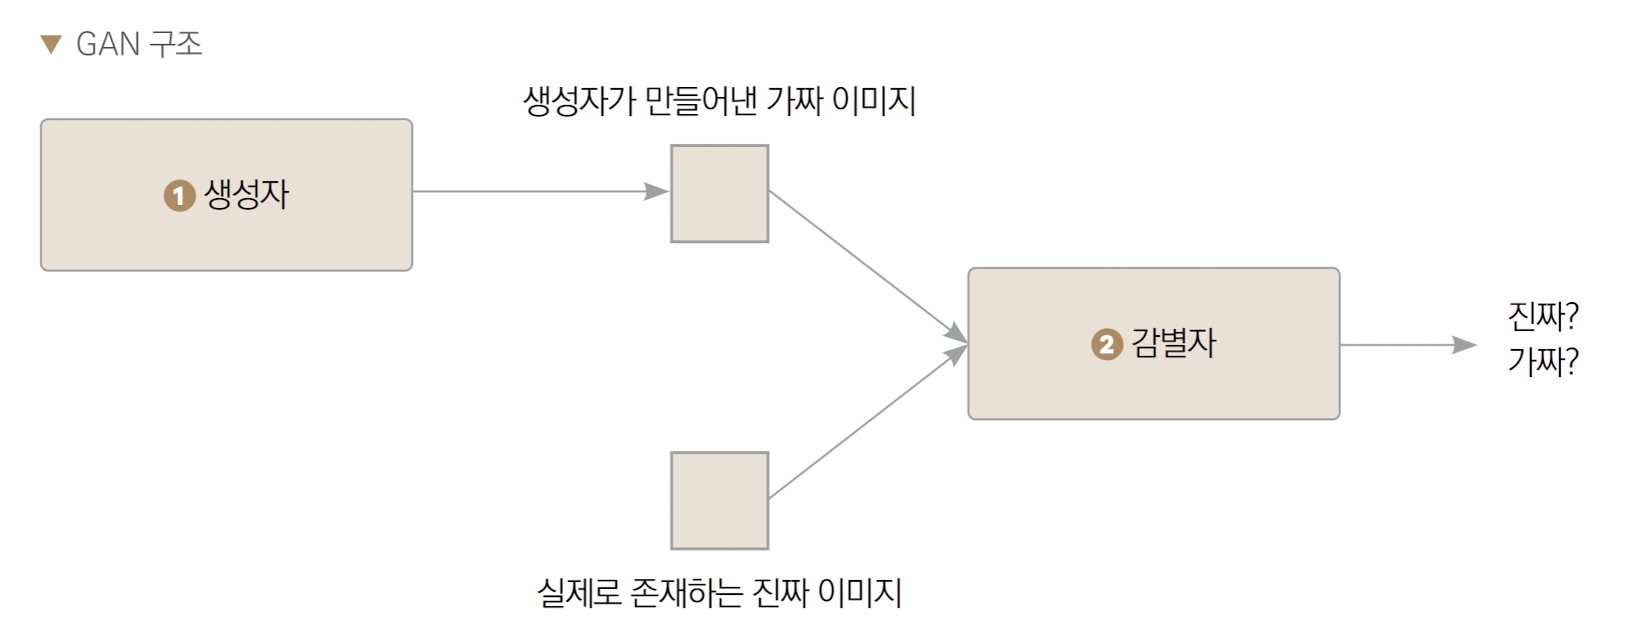 ▼ GAN 구조
생성자가 만들어낸 가짜 이미지
❶ 생성자
❷ 감별자
진짜?
가짜?
실제로 존재하는 진짜 이미지